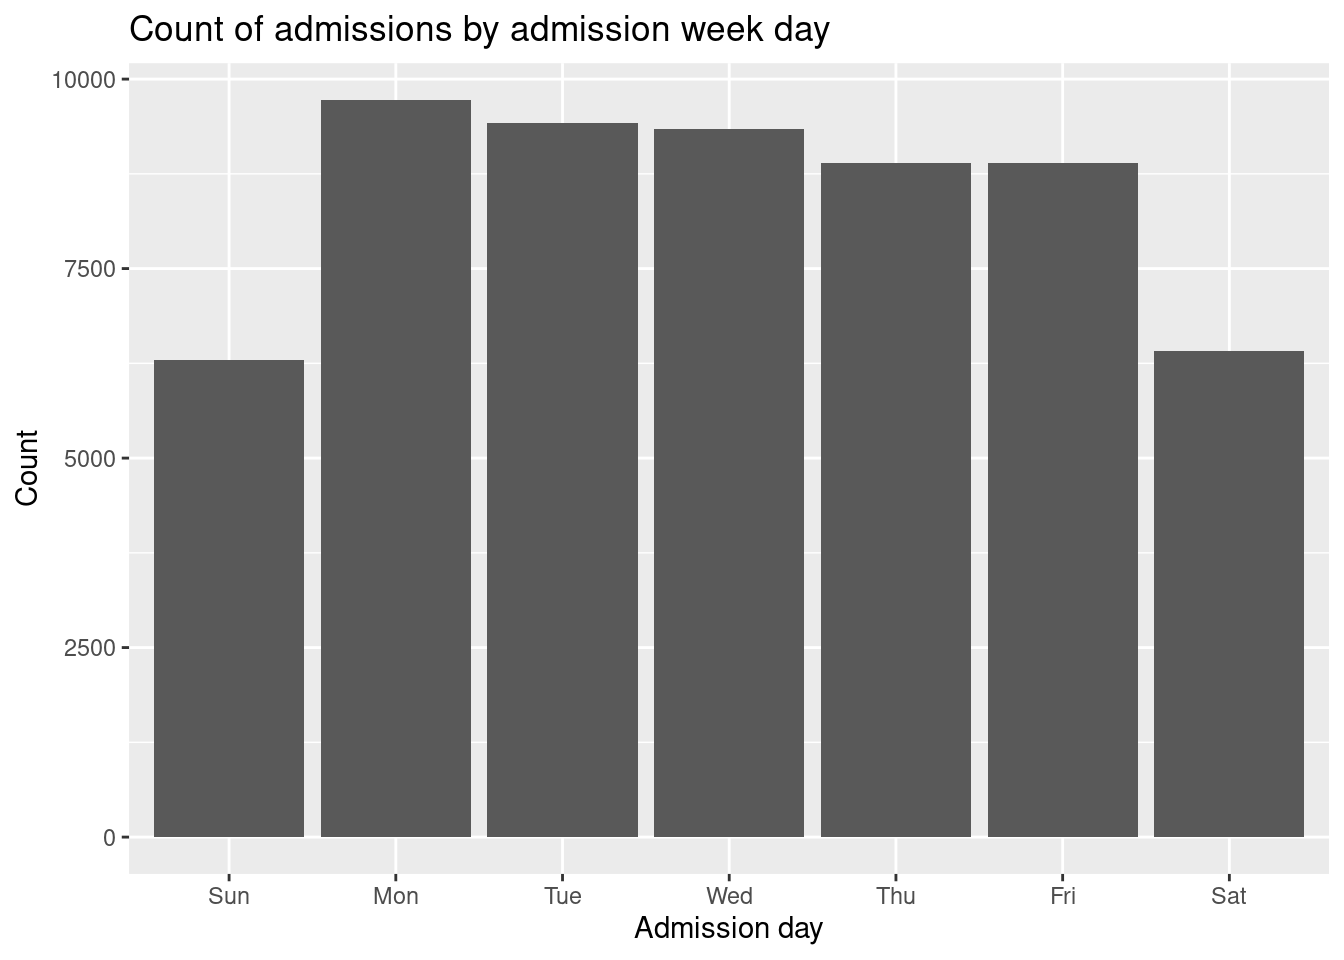 Count of admissions by admission week day
10000
7500
5000
2500
0
Count
Sun Mon Tue Wed Thu Fri Sat
Admission day